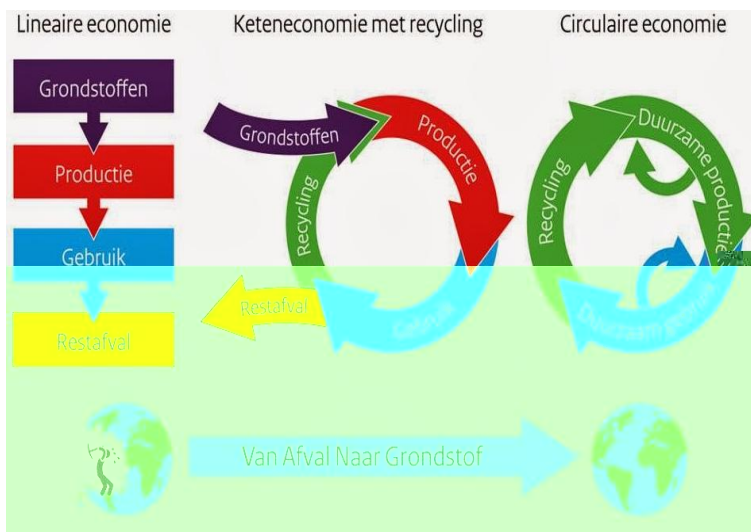 Lineaire economie
Grondstoffen
Productie
Gebruik
Restafval
Keteneconomie met recycling
Grondstoffen
Productie
Gebruik
Restafval
Recycling
Circulaire economie
Duurzame productie
Duurzaam gebruik
Recycling
Van Afval Naar Grondstof